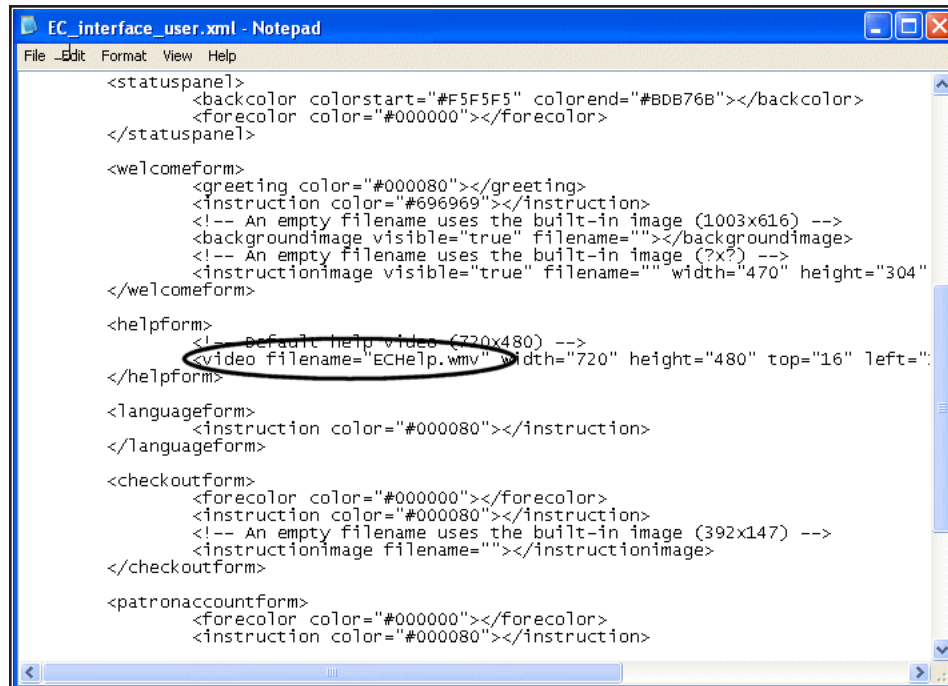 EC_interface_user.xml - Notepad
File Edit Format View Help
<statuspanel>
<backcolor colorstart="#F5F5F5" colorend="#BDB76B"></backcolor>
<forecolor color="#000000"></forecolor>
</statuspanel>
<welcomeform>
<greeting color="#000080"></greeting>
<instruction color="#696969"></instruction>
<!-- An empty filename uses the built-in image (1003x616) -->
<backgroundimage visible="true" filename=""></backgroundimage>
<!-- An empty filename uses the built-in image (?x?) -->
<instructionimage visible="true" filename="" width="470" height="304"
</welcomeform>
<helpform>
<!-- Default help video (720x480) -->
<video filename="ECHelp.wmv" width="720" height="480" top="16" left="
</helpform>
<languageform>
<instruction color="#000080"></instruction>
</languageform>
<checkoutform>
<forecolor color="#000000"></forecolor>
<instruction color="#000080"></instruction>
<!-- An empty filename uses the built-in image (392x147) -->
<instructionimage filename=""></instructionimage>
</checkoutform>
<patronaccountform>
<forecolor color="#000000"></forecolor>
<instruction color="#000080"></instruction>